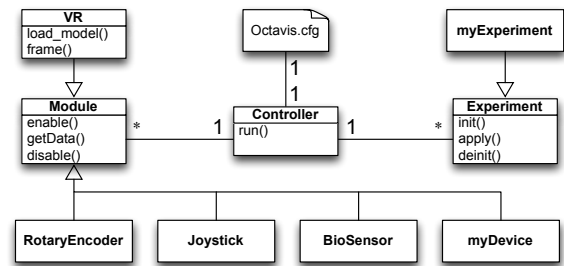 VR
load_model()
frame()
Octavis.cfg
myExperiment
1
1
Module
enable()
getData()
disable()
*
1
Controller
run()
1
*
Experiment
init()
apply()
deinit()
RotaryEncoder
Joystick
BioSensor
myDevice